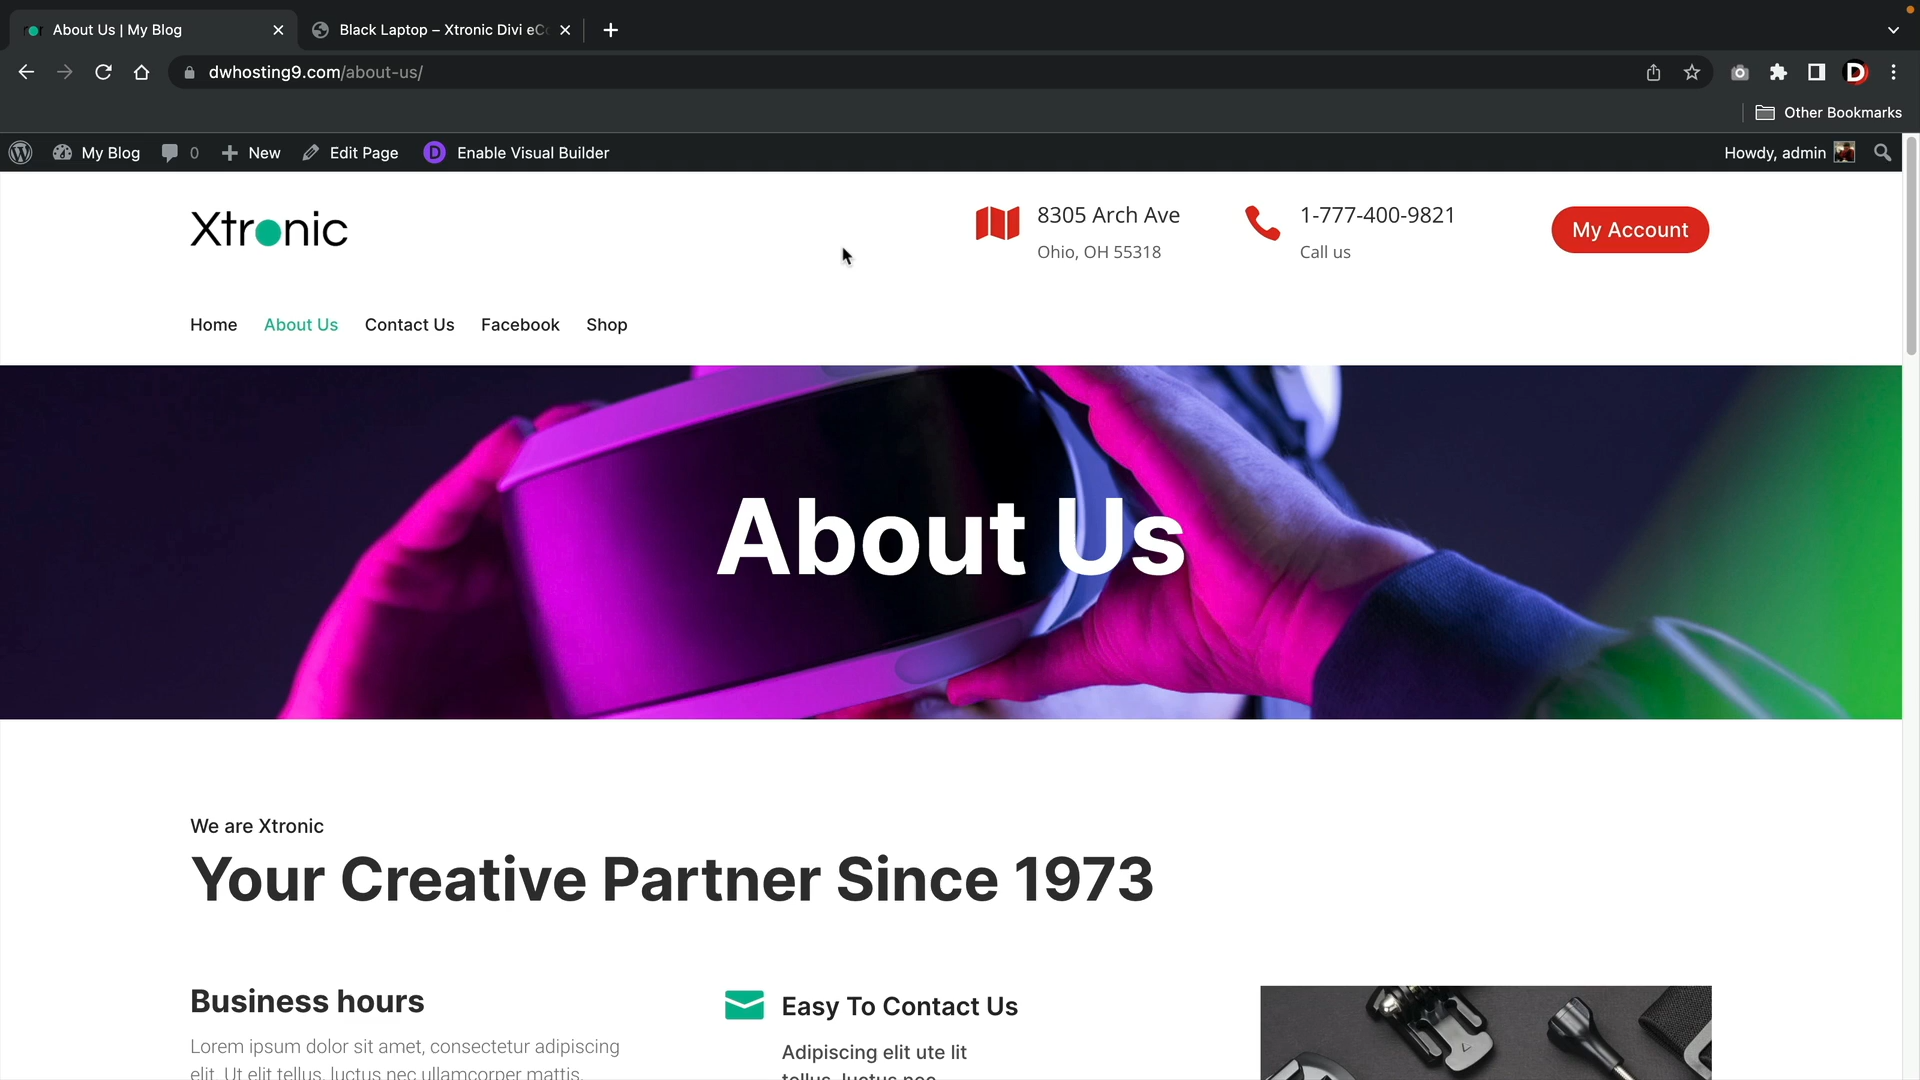 About Us | My Blog
Black Laptop – Xtronic Divi eC
dwhosting9.com/about-us/
Other Bookmarks
My Blog
0
New
Edit Page
D
Enable Visual Builder
Howdy, admin
Xtronic
8305 Arch Ave
Ohio, OH 55318
1-777-400-9821
Call us
My Account
Home
About Us
Contact Us
Facebook
Shop
About Us
We are Xtronic
Your Creative Partner Since 1973
Business hours
Lorem ipsum dolor sit amet, consectetur adipiscing
elit. Ut elit tellus, luctus nec ullamcorper mattis,
Easy To Contact Us
Adipiscing elit ute lit
tellus, luctus nec